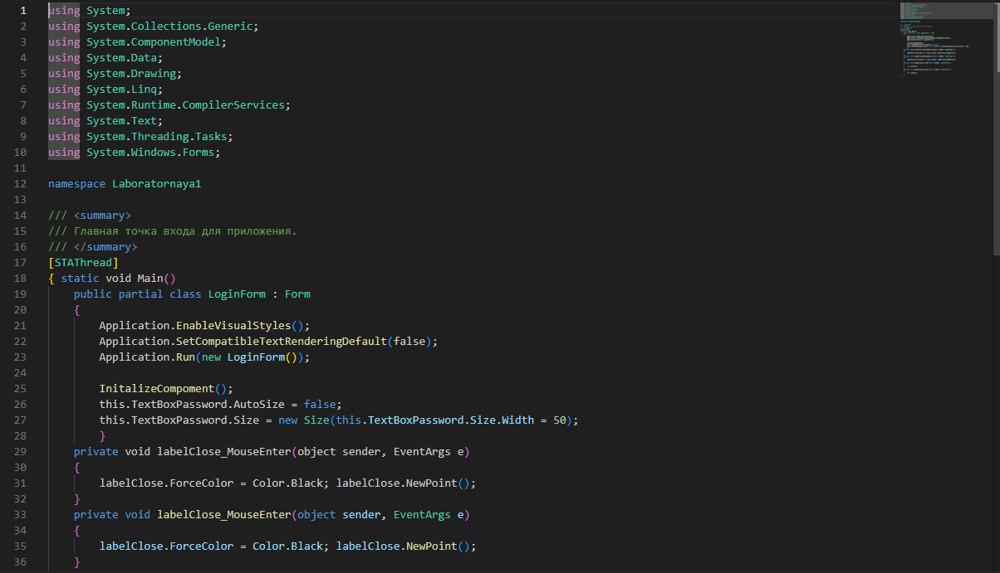 1 using System;
2 using System.Collections.Generic;
3 using System.ComponentModel;
4 using System.Data;
5 using System.Drawing;
6 using System.Linq;
7 using System.Runtime.CompilerServices;
8 using System.Text;
9 using System.Threading.Tasks;
10 using System.Windows.Forms;
11
12 namespace Laboratornaya1
13
14 /// <summary>
15 /// Главная точка входа для приложения.
16 /// </summary>
17 [STAThread]
18 { static void Main()
19 public partial class LoginForm : Form
20 {
21 Application.EnableVisualStyles();
22 Application.SetCompatibleTextRenderingDefault(false);
23 Application.Run(new LoginForm());
24
25 InitalizeCompoment();
26 this.TextBoxPassword.AutoSize = false;
27 this.TextBoxPassword.Size = new Size(this.TextBoxPassword.Size.Width = 50);
28 }
29 private void labelClose_MouseEnter(object sender, EventArgs e)
30 {
31 labelClose.ForceColor = Color.Black; labelClose.NewPoint();
32 }
33 private void labelClose_MouseEnter(object sender, EventArgs e)
34 {
35 labelClose.ForceColor = Color.Black; labelClose.NewPoint();
36 }